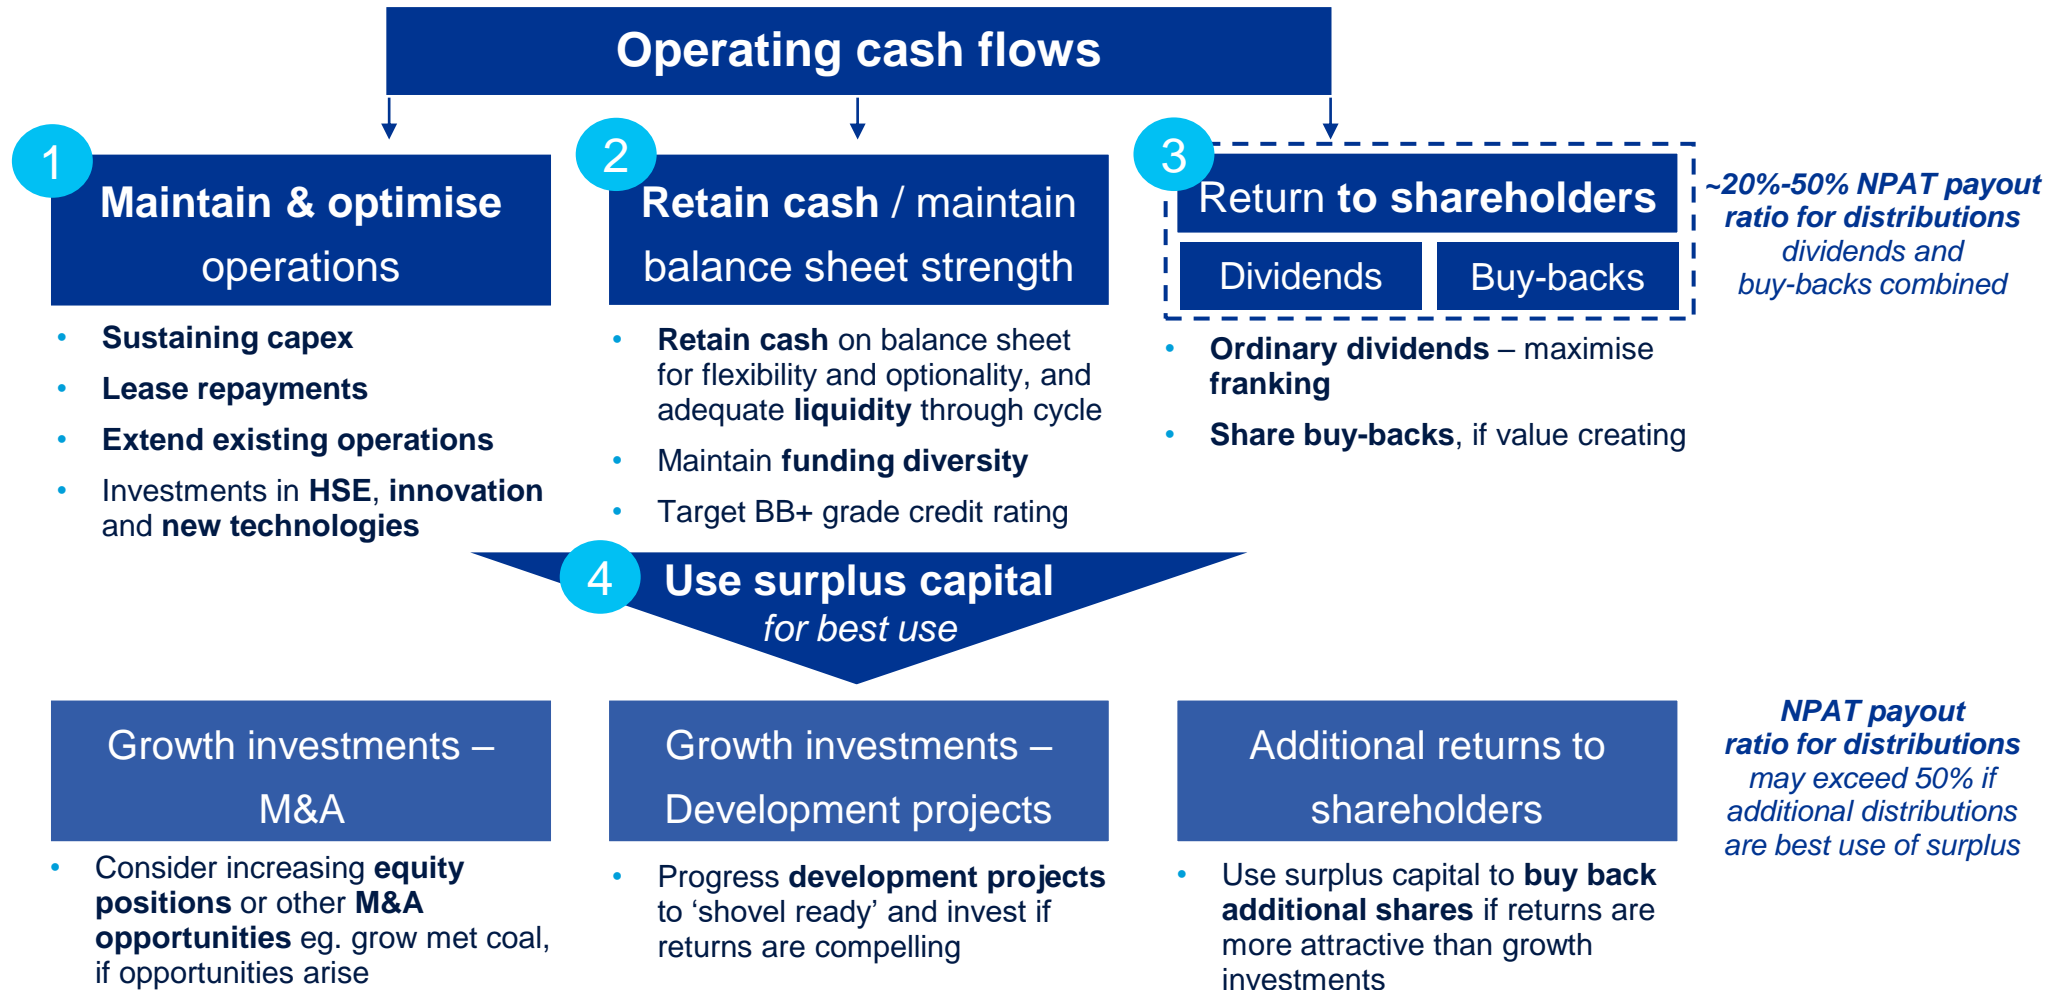 Operating cash flows
1
Maintain & optimise
operations
• Sustaining capex
• Lease repayments
• Extend existing operations
• Investments in HSE, innovation
and new technologies
2
Retain cash / maintain
balance sheet strength
• Retain cash on balance sheet
for flexibility and optionality, and
adequate liquidity through cycle
• Maintain funding diversity
• Target BB+ grade credit rating
3
Return to shareholders
Dividends
Buy-backs
~20%-50% NPAT payout
ratio for distributions
dividends and
buy-backs combined
• Ordinary dividends – maximise
franking
• Share buy-backs, if value creating
4
Use surplus capital
for best use
Growth investments –
M&A
• Consider increasing equity
positions or other M&A
opportunities eg. grow met coal,
if opportunities arise
Growth investments –
Development projects
• Progress development projects
to ‘shovel ready’ and invest if
returns are compelling
Additional returns to
shareholders
• Use surplus capital to buy back
additional shares if returns are
more attractive than growth
investments
NPAT payout
ratio for distributions
may exceed 50% if
additional distributions
are best use of surplus